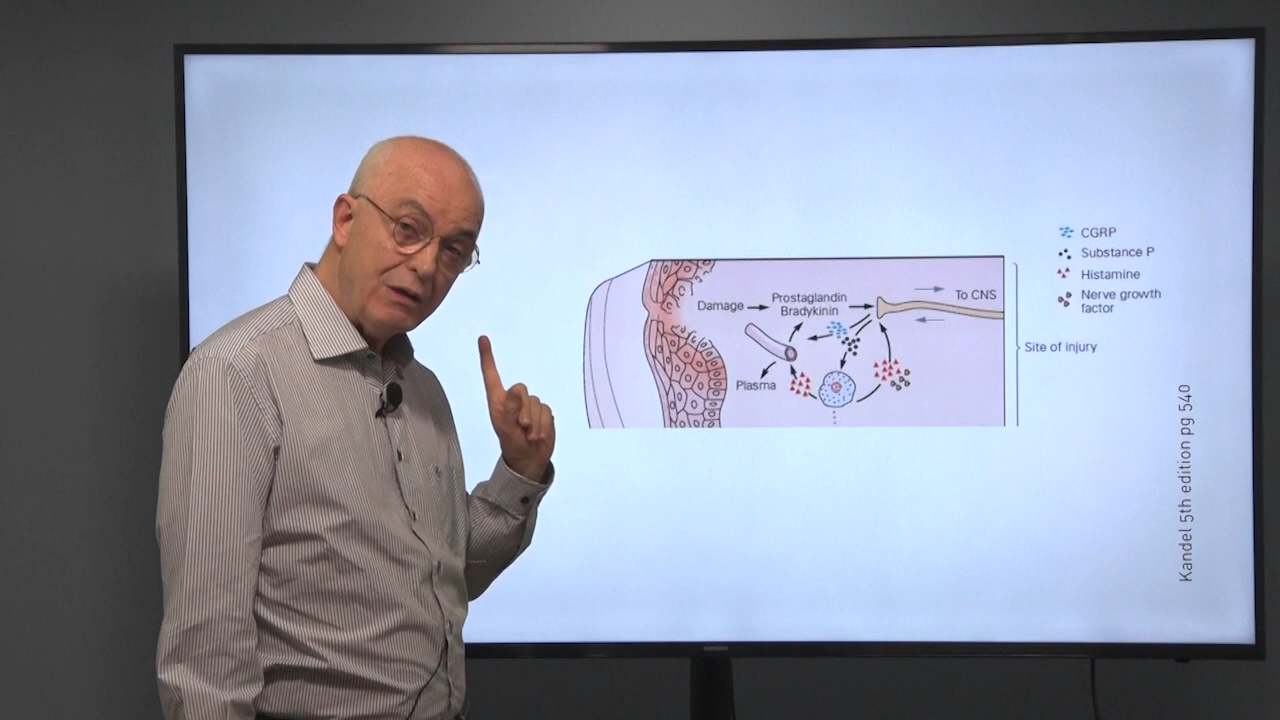 CGRP
Substance P
Histamine
Nerve growth
factor
Damage
Prostaglandin
Bradykinin
To CNS
Site of injury
Plasma
Kandel 5th edition pg 540
SAMSUNG